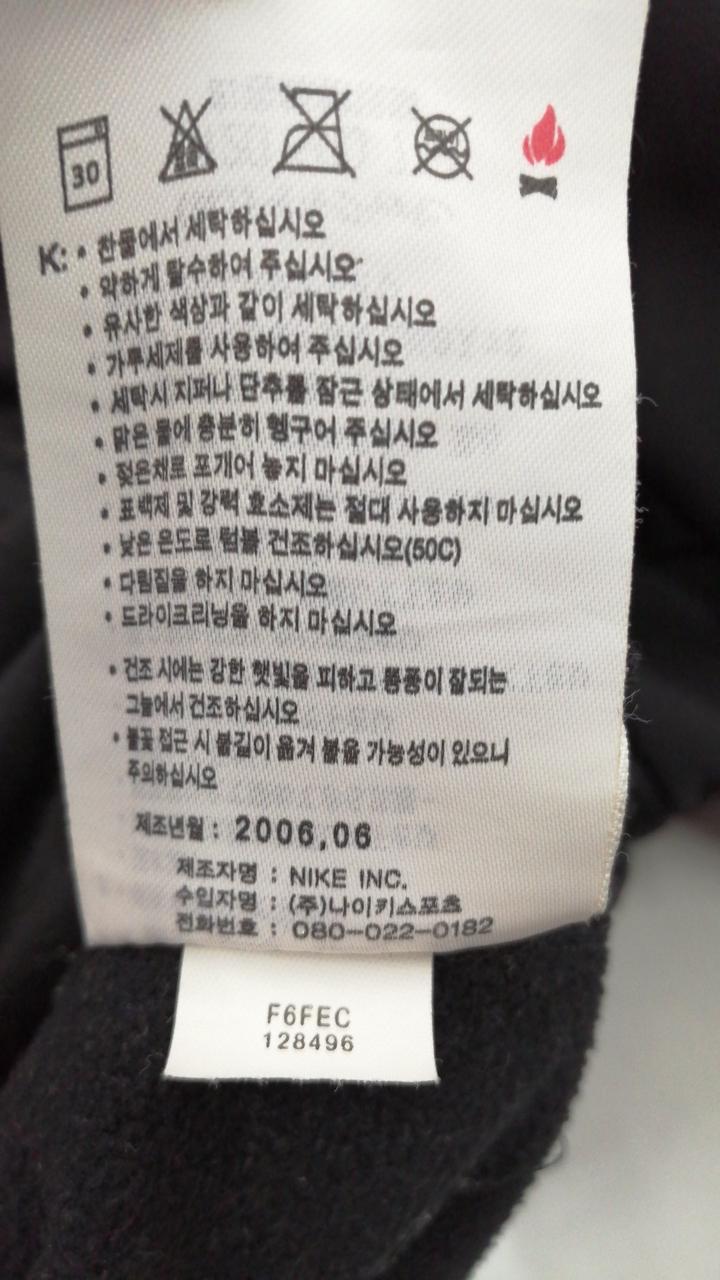 30
K: • 찬물에서 세탁하십시오
• 약하게 탈수하여 주십시오
• 유사한 색상과 같이 세탁하십시오
• 가루세제를 사용하여 주십시오
• 세탁시 지퍼나 단추를 잠근 상태에서 세탁하십시오
• 맑은 물에 충분히 헹구어 주십시오
• 젖은채로 포개어 놓지 마십시오
• 표백제 및 강력 효소제는 절대 사용하지 마십시오
• 낮은 온도로 텀블 건조하십시오(50C)
• 다림질을 하지 마십시오
• 드라이크리닝을 하지 마십시오
• 건조 시에는 강한 햇빛을 피하고 통풍이 잘되는
그늘에서 건조하십시오
• 불꽃 접근 시 불길이 옮겨 붙을 가능성이 있으니
주의하십시오
제조년월 : 2006,06
제조자명 : NIKE INC.
수입자명 : (주)나이키스포츠
전화번호 : 080-022-0182
F6FEC
128496